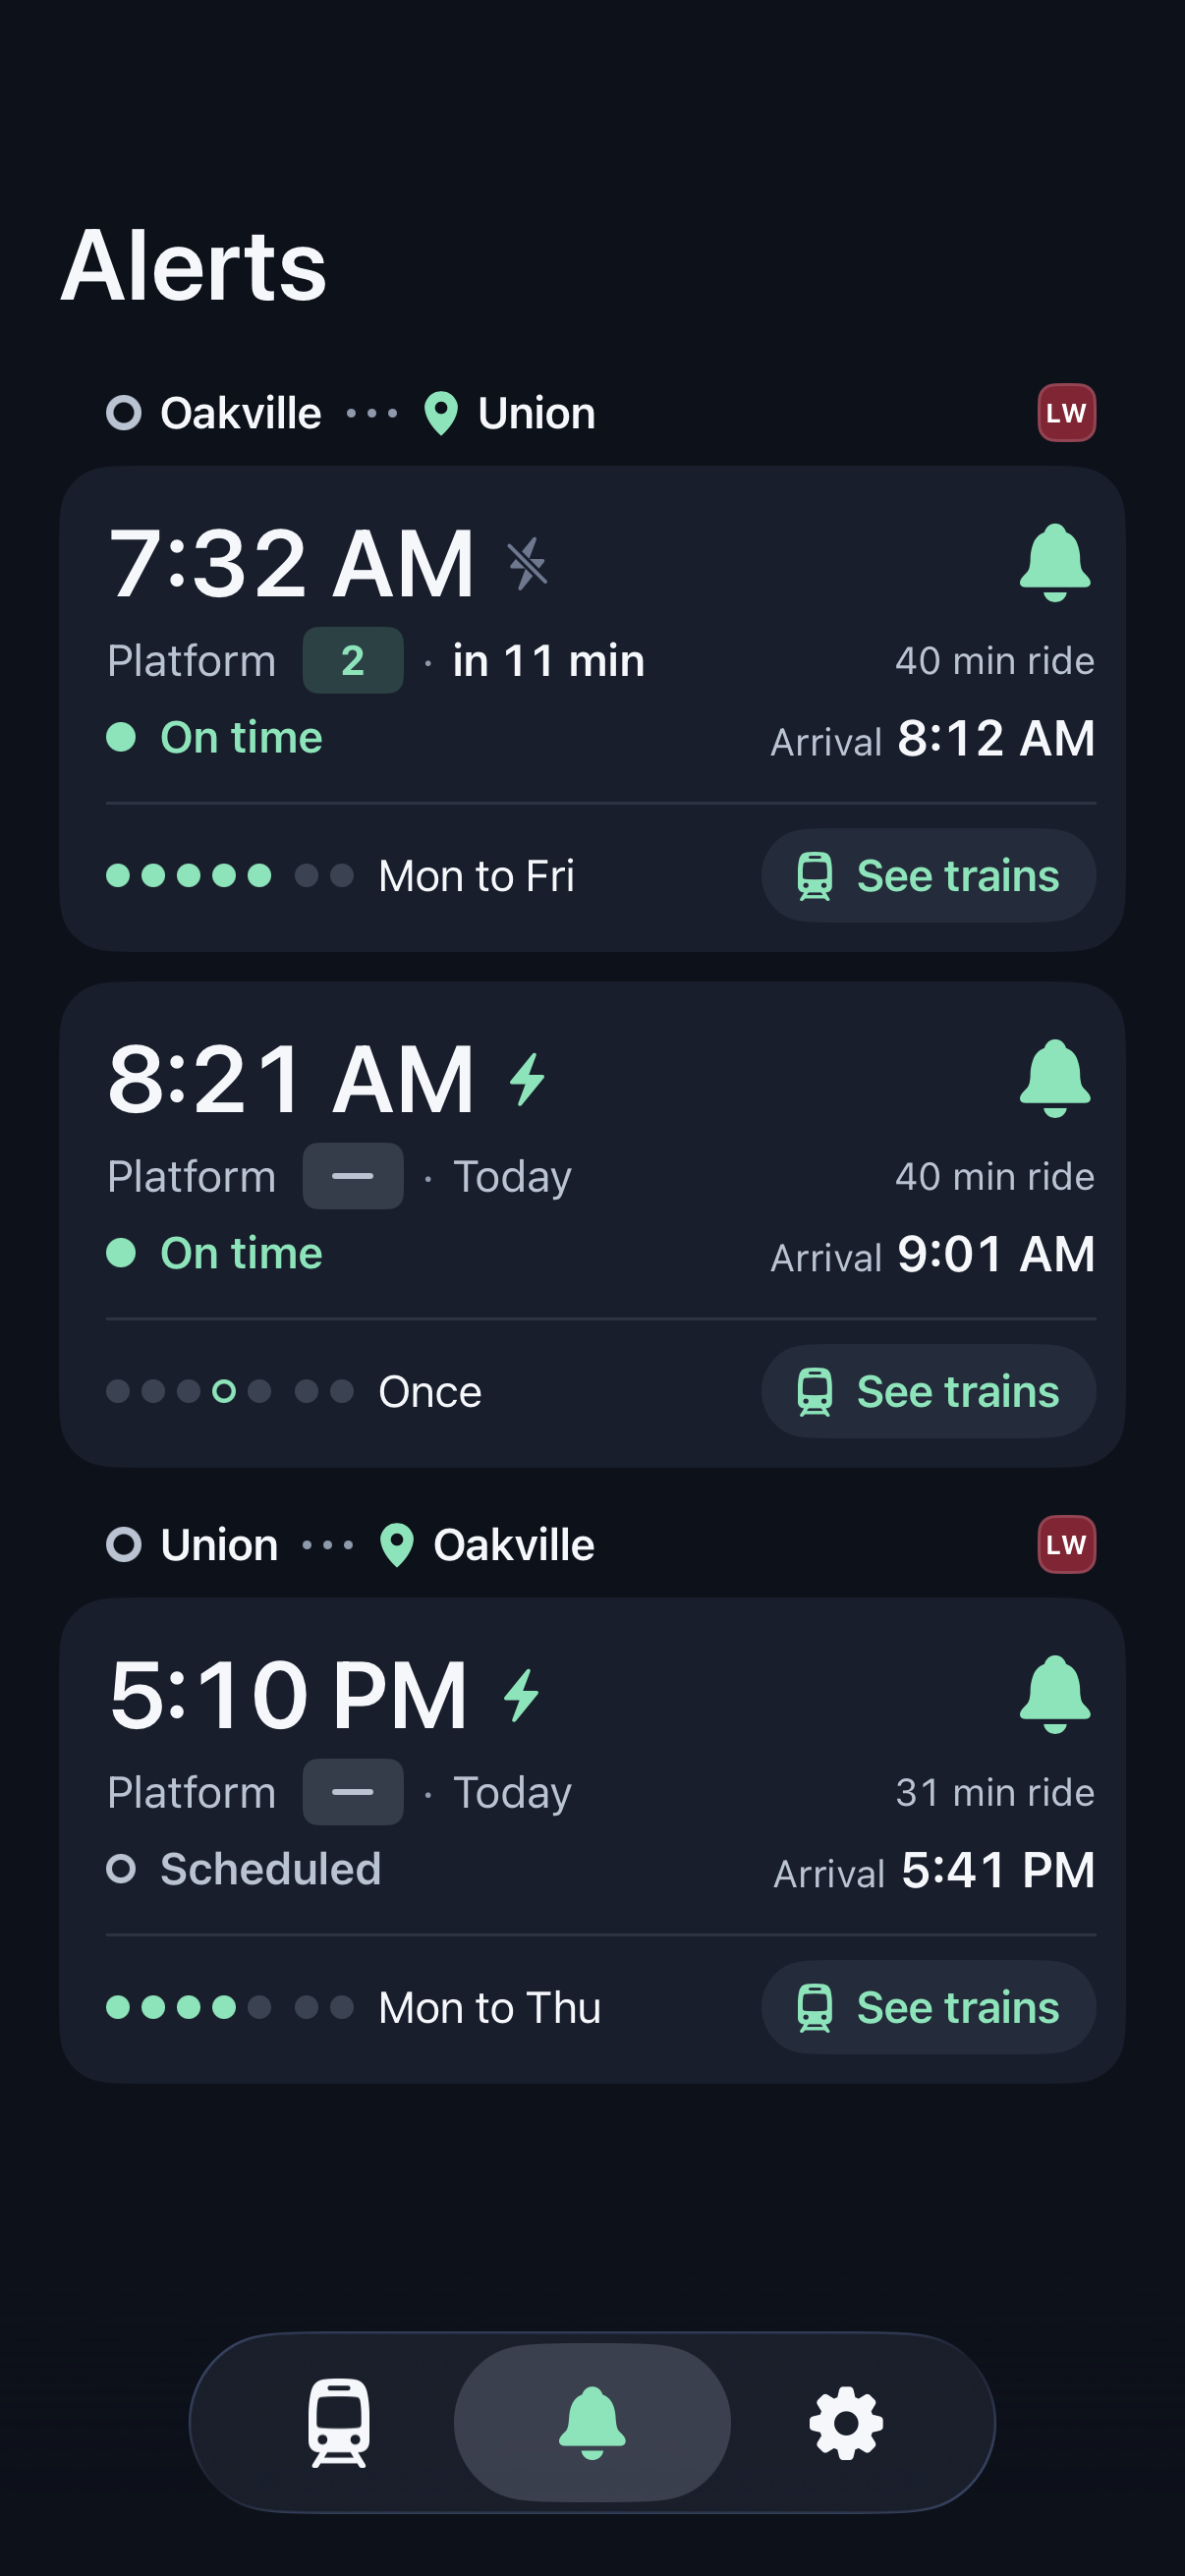 Alerts
Oakville ··· Union LW
7:32 AM
Platform 2 · in 11 min 40 min ride
On time Arrival 8:12 AM
Mon to Fri See trains
8:21 AM
Platform — · Today 40 min ride
On time Arrival 9:01 AM
Once See trains
Union ··· Oakville LW
5:10 PM
Platform — · Today 31 min ride
Scheduled Arrival 5:41 PM
Mon to Thu See trains